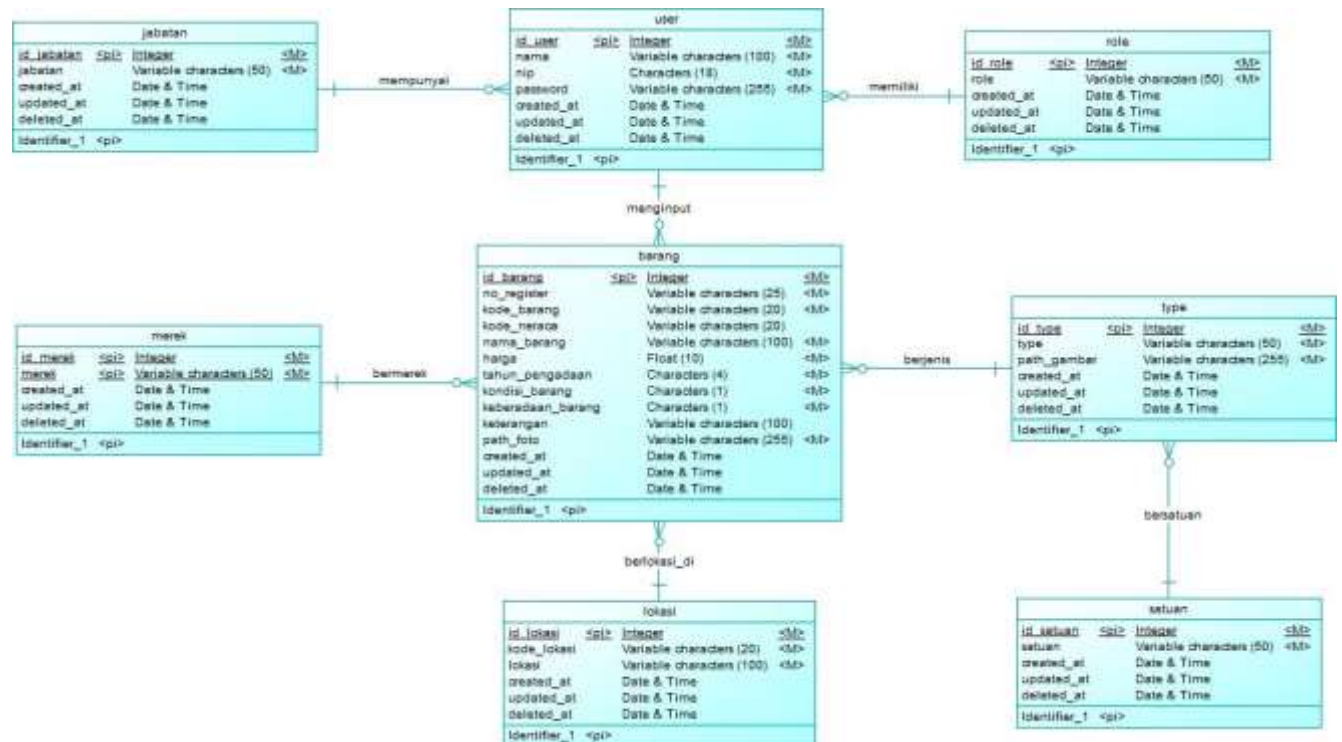 jabatan
id_jabatan <pi> Integer <M>
jabatan Variable characters (50) <M>
created_at Date & Time
updated_at Date & Time
deleted_at Date & Time
Identifier_1 <pi>
mempunyai
user
id_user <pi> Integer <M>
nama Variable characters (100) <M>
nip Characters (18) <M>
password Variable characters (255) <M>
created_at Date & Time
updated_at Date & Time
deleted_at Date & Time
Identifier_1 <pi>
memiliki
role
id_role <pi> Integer <M>
role Variable characters (50) <M>
created_at Date & Time
updated_at Date & Time
deleted_at Date & Time
Identifier_1 <pi>
menginput
merek
id_merek <pi> Integer <M>
merek <pi> Variable characters (50) <M>
created_at Date & Time
updated_at Date & Time
deleted_at Date & Time
Identifier_1 <pi>
bermerek
barang
id_barang <pi> Integer <M>
no_register Variable characters (25) <M>
kode_barang Variable characters (20) <M>
kode_neraca Variable characters (20)
nama_barang Variable characters (100) <M>
harga Float (10) <M>
tahun_pengadaan Characters (4) <M>
kondisi_barang Characters (1) <M>
keberadaan_barang Characters (1) <M>
keterangan Variable characters (100)
path_foto Variable characters (255) <M>
created_at Date & Time
updated_at Date & Time
deleted_at Date & Time
Identifier_1 <pi>
berjenis
type
id_type <pi> Integer <M>
type Variable characters (50) <M>
path_gambar Variable characters (255) <M>
created_at Date & Time
updated_at Date & Time
deleted_at Date & Time
Identifier_1 <pi>
bersatuan
berlokasi_di
lokasi
id_lokasi <pi> Integer <M>
kode_lokasi Variable characters (20) <M>
lokasi Variable characters (100) <M>
created_at Date & Time
updated_at Date & Time
deleted_at Date & Time
Identifier_1 <pi>
satuan
id_satuan <pi> Integer <M>
satuan Variable characters (50) <M>
created_at Date & Time
updated_at Date & Time
deleted_at Date & Time
Identifier_1 <pi>